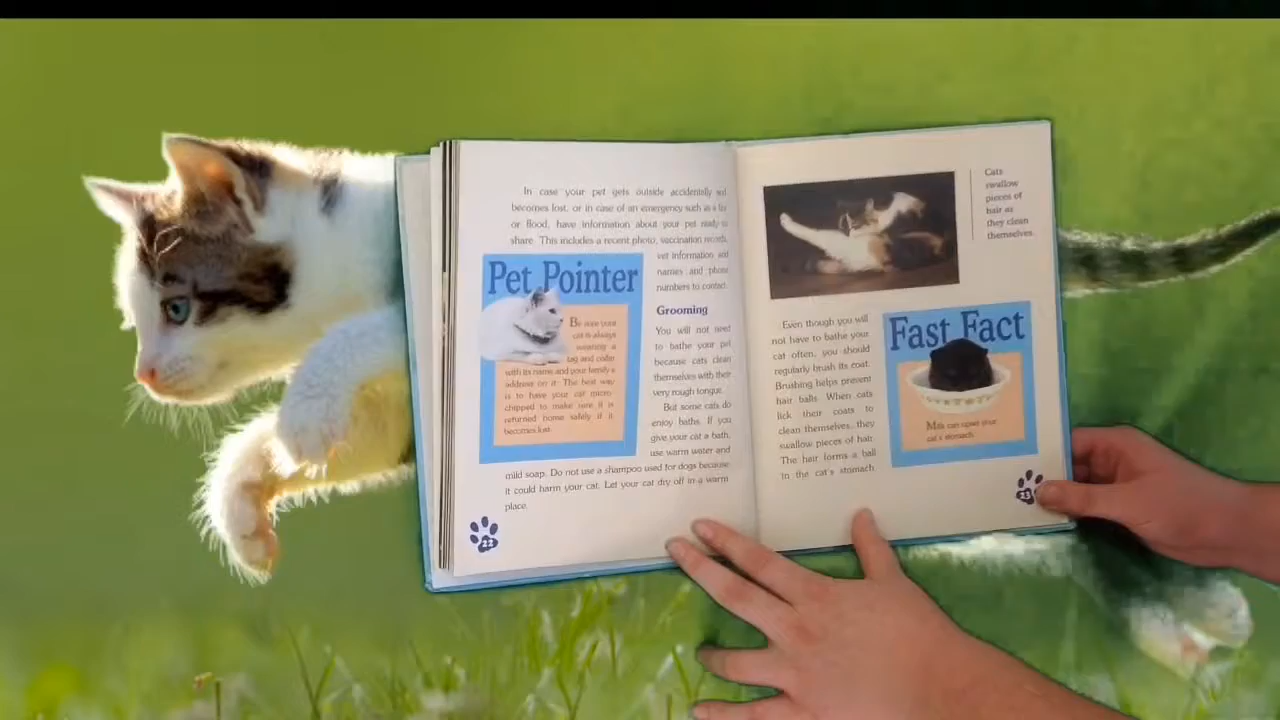 In case your pet gets outside accidentally and
becomes lost, or in case of an emergency such as a fire
or flood, have information about your pet ready to
share. This includes a recent photo, vaccination records,
vet information and
names and phone
numbers to contact.
Pet Pointer
Be sure your
cat is always
wearing a
tag and collar
with its name and your family's
address on it. The best way
is to have your cat micro-
chipped to make sure it is
returned home safely if it
becomes lost.
Grooming
You will not need
to bathe your pet
because cats clean
themselves with their
very rough tongue.
But some cats do
enjoy baths. If you
give your cat a bath,
use warm water and
mild soap. Do not use a shampoo used for dogs because
it could harm your cat. Let your cat dry off in a warm
place.
22
Cats
swallow
pieces of
hair as
they clean
themselves.
Even though you will
not have to bathe your
cat often, you should
regularly brush its coat.
Brushing helps prevent
hair balls. When cats
lick their coats to
clean themselves, they
swallow pieces of hair.
The hair forms a ball
in the cat's stomach.
Fast Fact
Milk can upset your
cat's stomach.
23